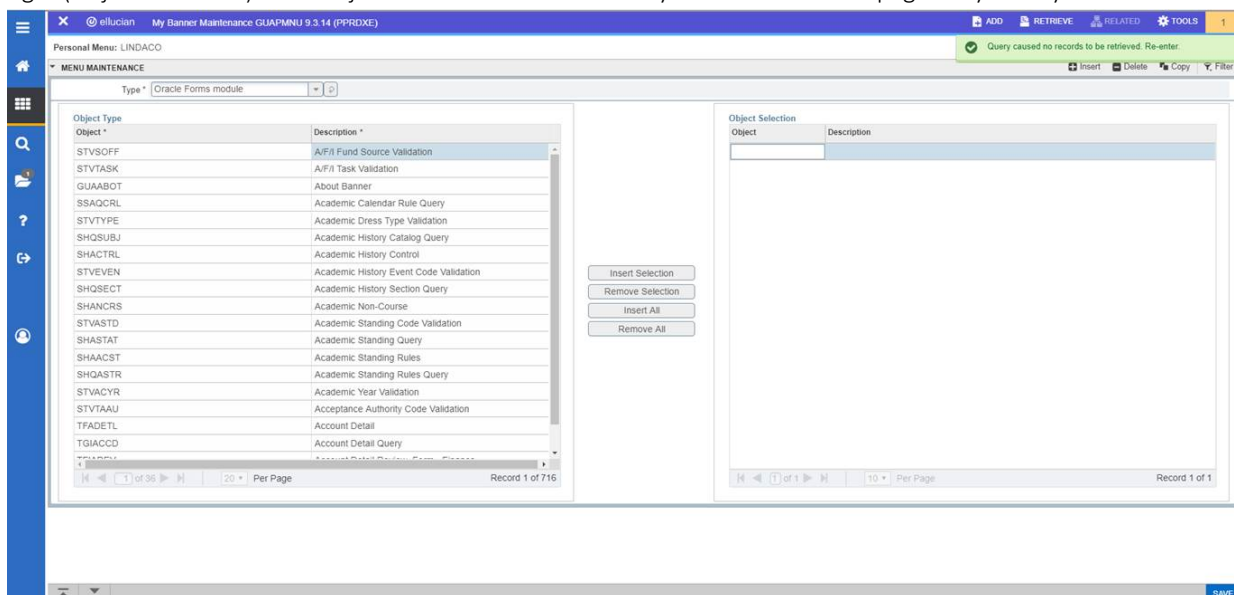 ellucian My Banner Maintenance GUAPMNU 9.3.14 (PPRDXE) ADD RETRIEVE RELATED TOOLS 1
Personal Menu: LINDACO
Query caused no records to be retrieved. Re-enter.
MENU MAINTENANCE Insert Delete Copy Filter
Type * Oracle Forms module
Object Type
Object * Description *
STVSOFF A/F/I Fund Source Validation
STVTASK A/F/I Task Validation
GUAABOT About Banner
SSAQCRL Academic Calendar Rule Query
STVTYPE Academic Dress Type Validation
SHQSUBJ Academic History Catalog Query
SHACTRL Academic History Control
STVEVEN Academic History Event Code Validation
SHQSECT Academic History Section Query
SHANCRS Academic Non-Course
STVASTD Academic Standing Code Validation
SHASTAT Academic Standing Query
SHAACST Academic Standing Rules
SHQASTR Academic Standing Rules Query
STVACYR Academic Year Validation
STVTAAU Acceptance Authority Code Validation
TFADETL Account Detail
TGIACCD Account Detail Query
1 of 36 20 Per Page Record 1 of 716
Insert Selection
Remove Selection
Insert All
Remove All
Object Selection
Object Description
1 of 1 10 Per Page Record 1 of 1
SAVE